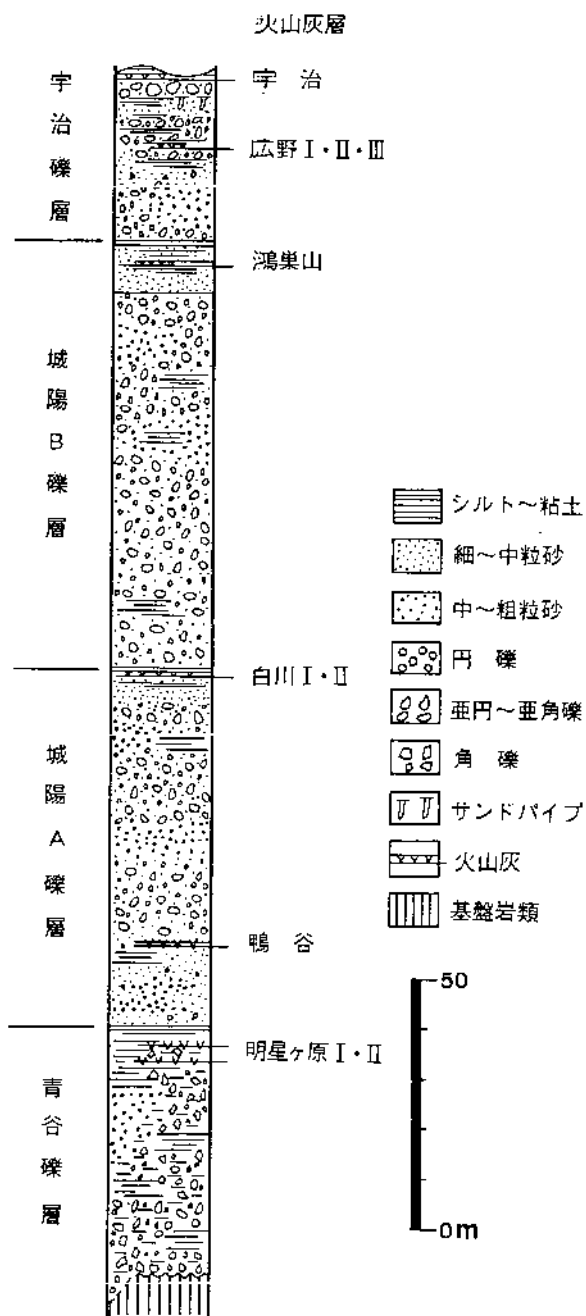 火山灰層
宇治
広野Ⅰ・Ⅱ・Ⅲ
鴻巣山
白川Ⅰ・Ⅱ
鴨谷
明星ヶ原Ⅰ・Ⅱ
宇治礫層
城陽B礫層
城陽A礫層
青谷礫層
シルト〜粘土
細〜中粒砂
中〜粗粒砂
円礫
亜円〜亜角礫
角礫
サンドパイプ
火山灰
基盤岩類
50
0m